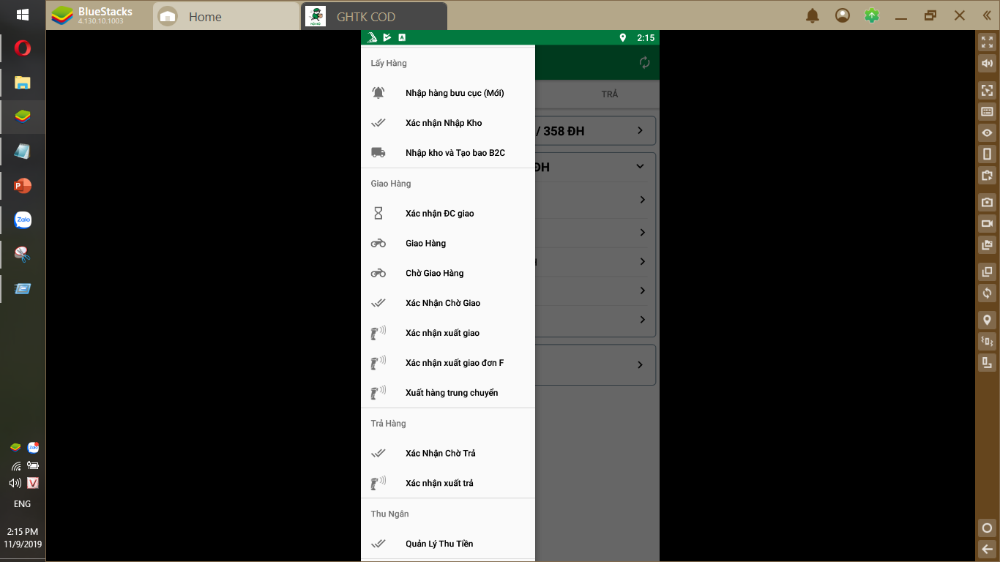 BlueStacks
4.130.10.1003
Home
GHTK COD
2:15
Lấy Hàng
TRẢ
Nhập hàng bưu cục (Mới)
Xác nhận Nhập Kho
/ 358 ĐH
Nhập kho và Tạo bao B2C
ĐH
Giao Hàng
Xác nhận ĐC giao
Giao Hàng
Chờ Giao Hàng
Xác Nhận Chờ Giao
Xác nhận xuất giao
Xác nhận xuất giao đơn F
Xuất hàng trung chuyển
Trả Hàng
Xác Nhận Chờ Trả
Xác nhận xuất trả
Thu Ngân
Quản Lý Thu Tiền
Zalo
ENG
2:15 PM
11/9/2019